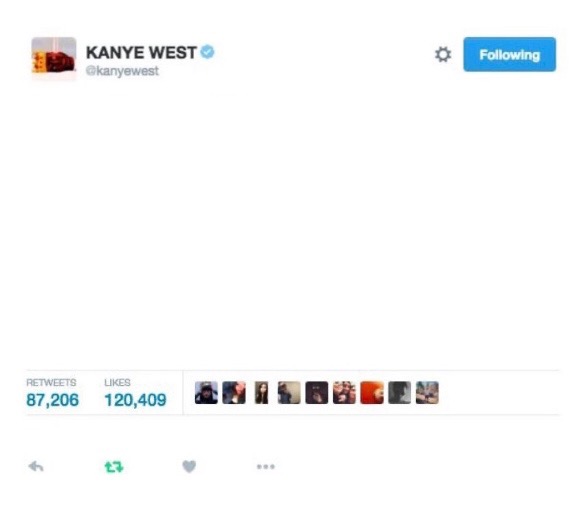 KANYE WEST
@kanyewest
Following
RETWEETS LIKES
87,206 120,409